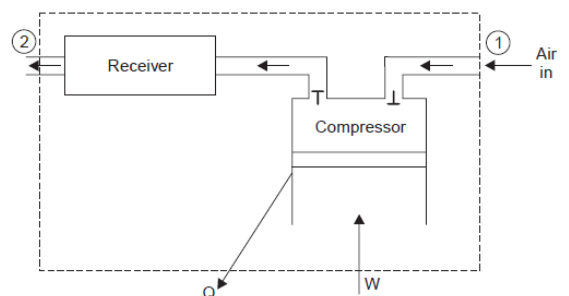 2
1
Receiver
Air
in
Compressor
Q
W